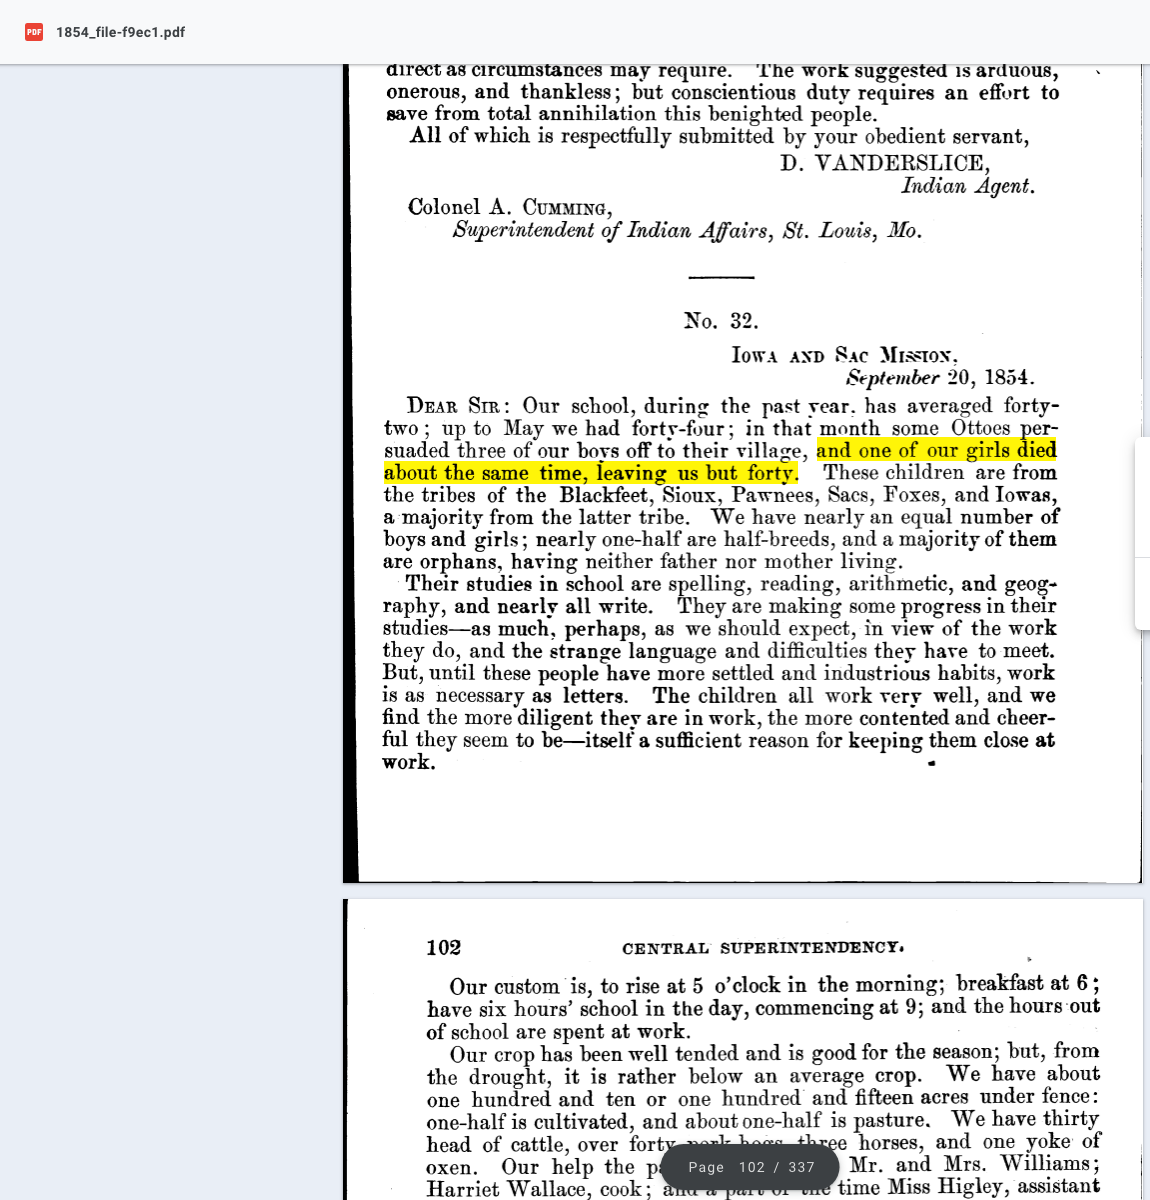 1854_file-f9ec1.pdf
direct as circumstances may require. The work suggested is arduous,
onerous, and thankless; but conscientious duty requires an effort to
save from total annihilation this benighted people.
All of which is respectfully submitted by your obedient servant,
D. VANDERSLICE,
Indian Agent.
Colonel A. CUMMING,
Superintendent of Indian Affairs, St. Louis, Mo.
No. 32.
IOWA AND SAC MISSION,
September 20, 1854.
DEAR SIR: Our school, during the past year, has averaged forty-
two; up to May we had forty-four; in that month some Ottoes per-
suaded three of our boys off to their village, and one of our girls died
about the same time, leaving us but forty. These children are from
the tribes of the Blackfeet, Sioux, Pawnees, Sacs, Foxes, and Iowas,
a majority from the latter tribe. We have nearly an equal number of
boys and girls; nearly one-half are half-breeds, and a majority of them
are orphans, having neither father nor mother living.
Their studies in school are spelling, reading, arithmetic, and geog-
raphy, and nearly all write. They are making some progress in their
studies—as much, perhaps, as we should expect, in view of the work
they do, and the strange language and difficulties they have to meet.
But, until these people have more settled and industrious habits, work
is as necessary as letters. The children all work very well, and we
find the more diligent they are in work, the more contented and cheer-
ful they seem to be—itself a sufficient reason for keeping them close at
work.
102 CENTRAL SUPERINTENDENCY.
Our custom is, to rise at 5 o'clock in the morning; breakfast at 6;
have six hours' school in the day, commencing at 9; and the hours out
of school are spent at work.
Our crop has been well tended and is good for the season; but, from
the drought, it is rather below an average crop. We have about
one hundred and ten or one hundred and fifteen acres under fence:
one-half is cultivated, and about one-half is pasture. We have thirty
head of cattle, over forty pork hogs, three horses, and one yoke of
oxen. Our help the Mr. and Mrs. Williams;
Page 102 / 337
Harriet Wallace, cook; and a part of the time Miss Higley, assistant